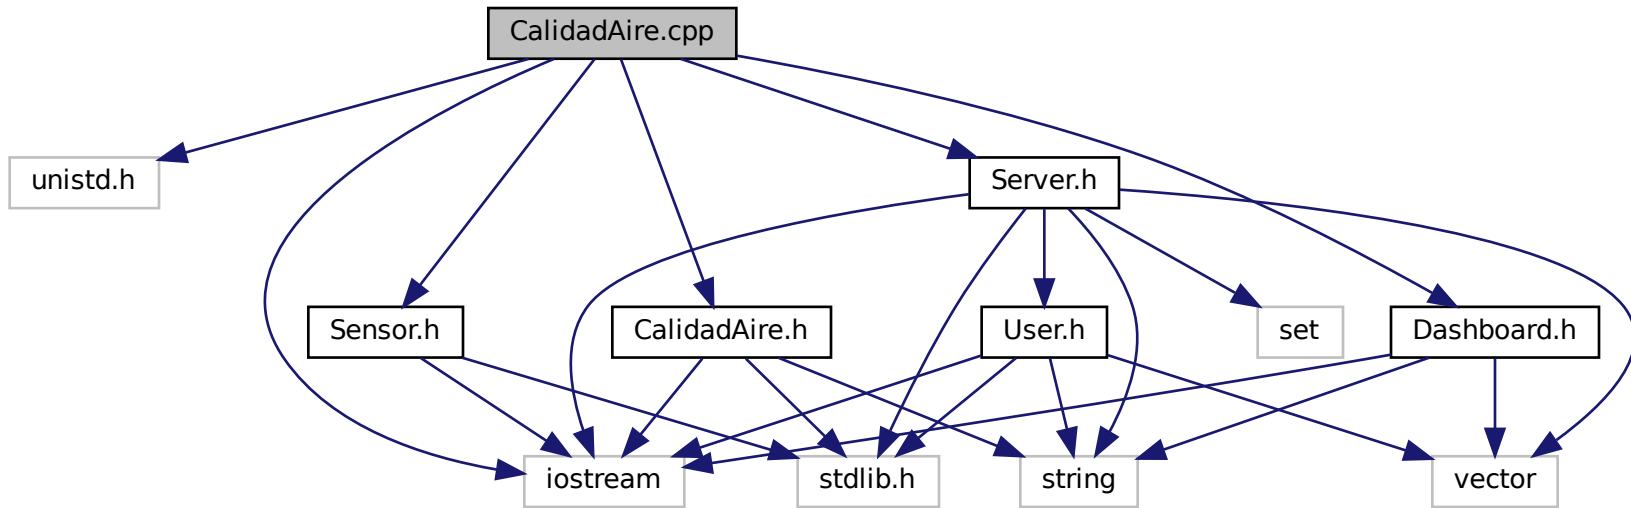 CalidadAire.cpp
unistd.h
Server.h
Sensor.h
CalidadAire.h
User.h
set
Dashboard.h
iostream
stdlib.h
string
vector